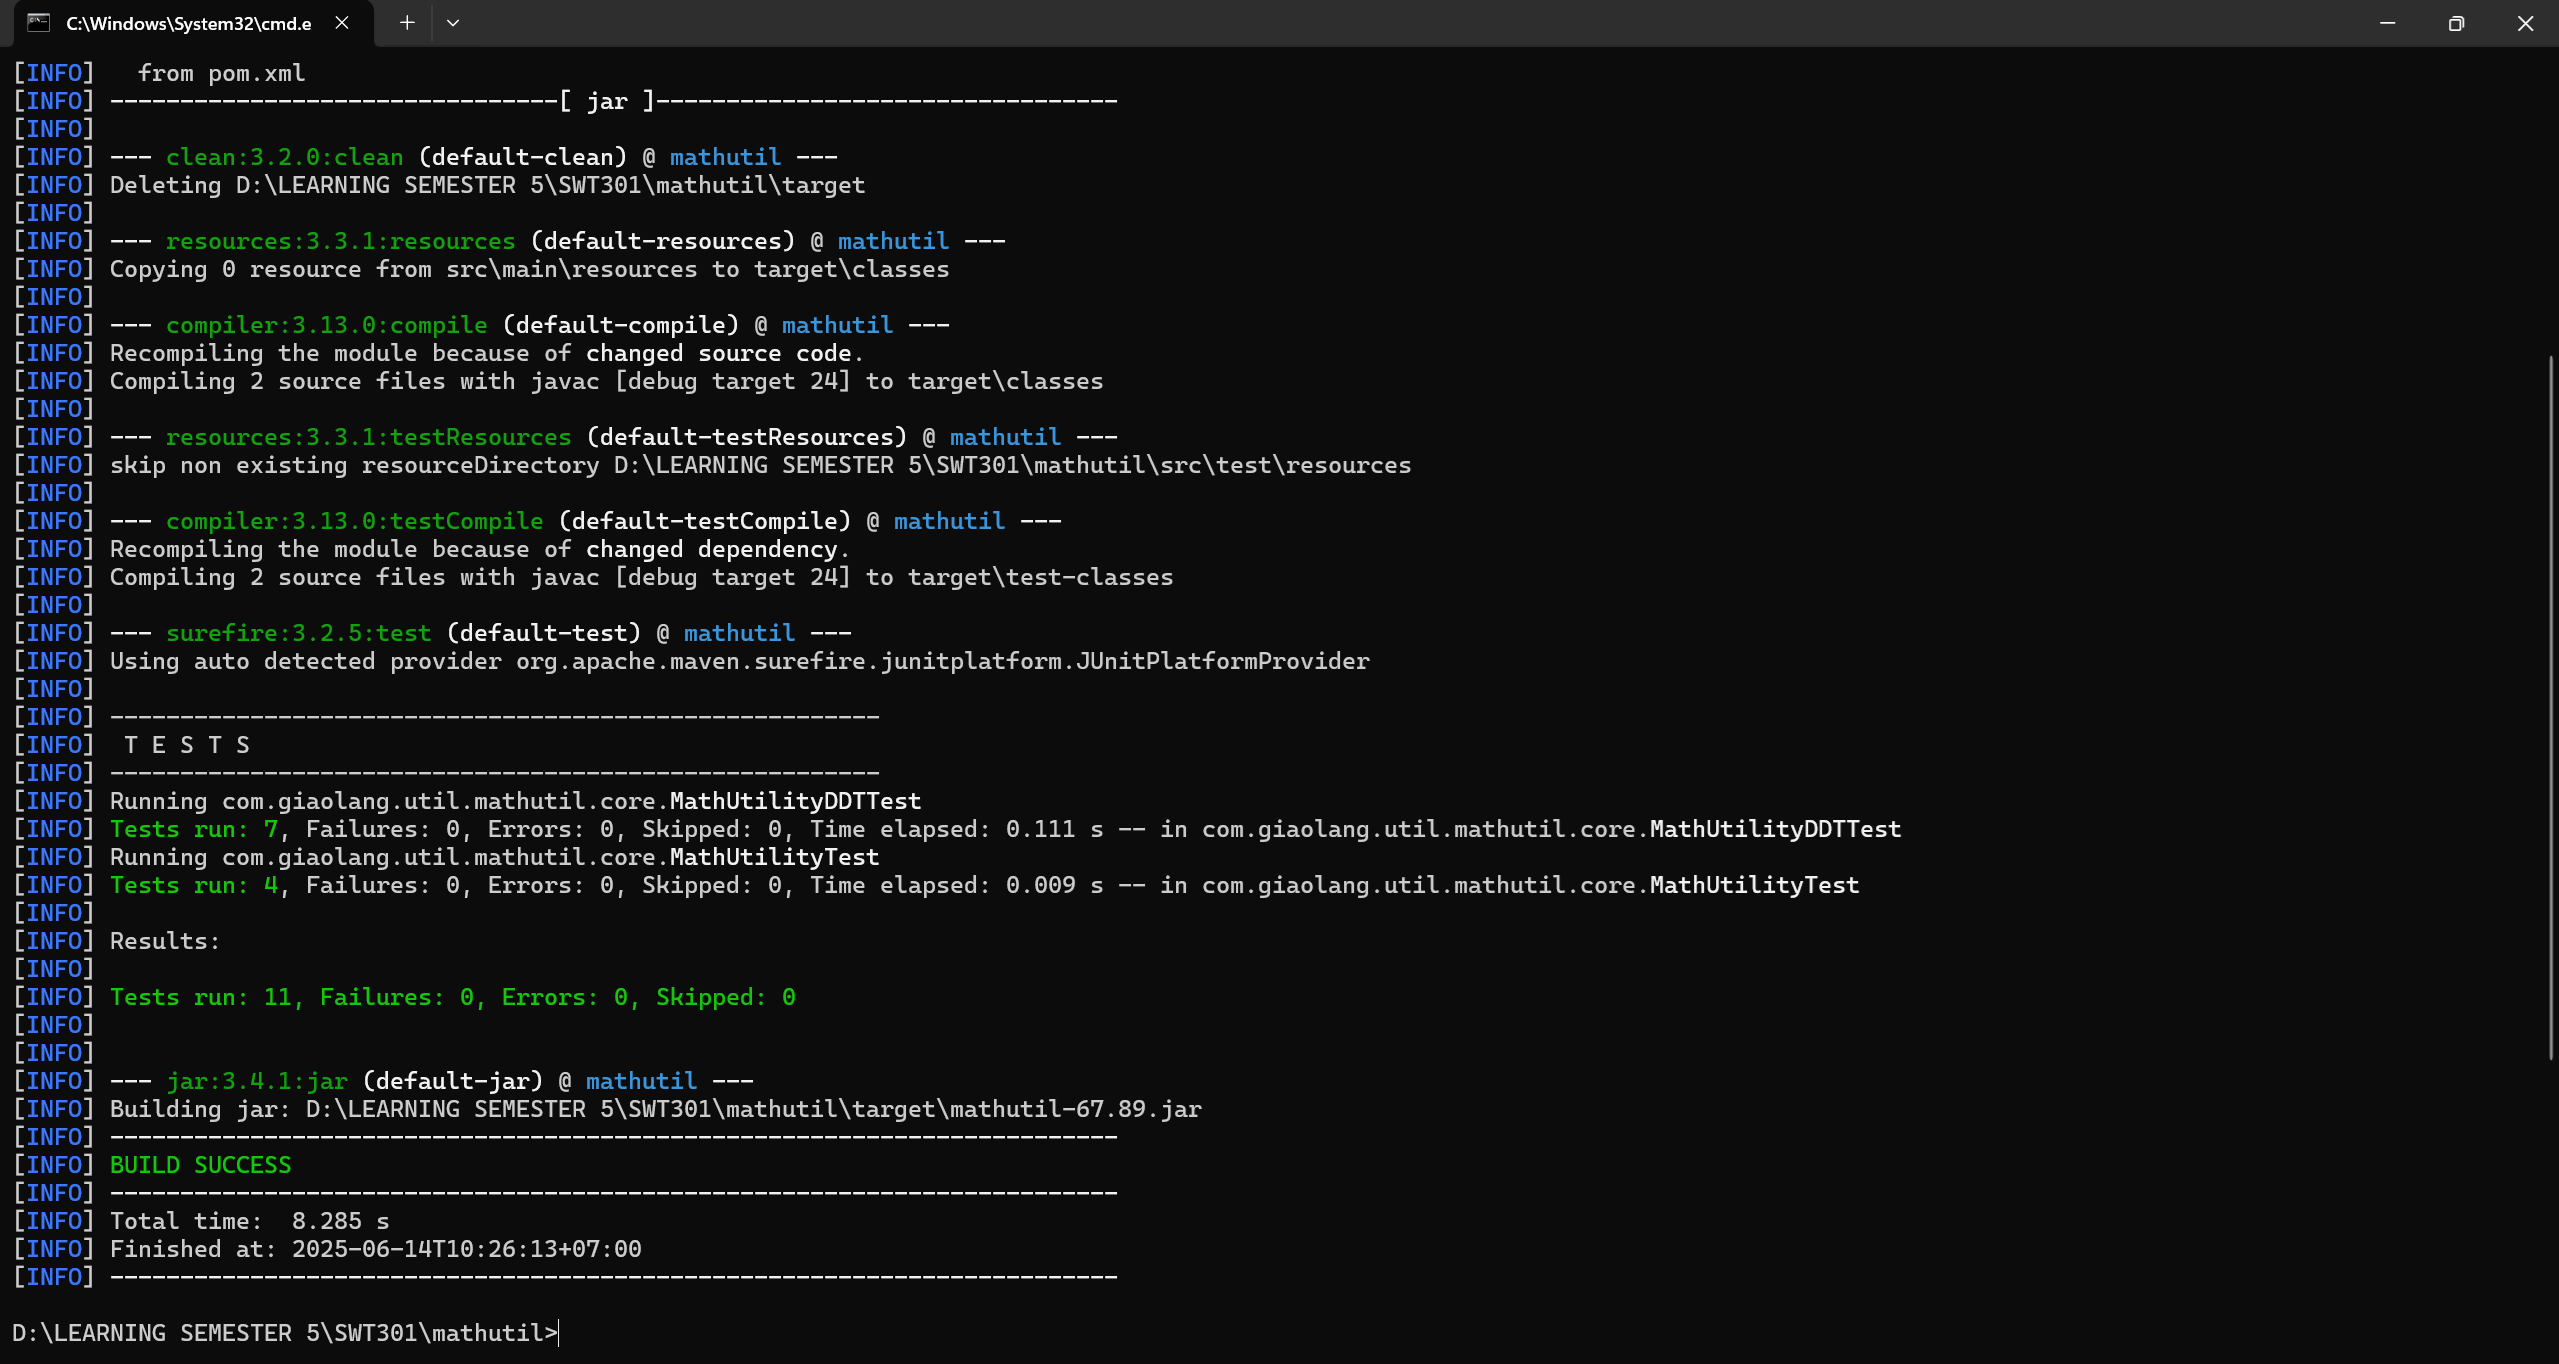 C:\Windows\System32\cmd.e
[INFO]   from pom.xml
[INFO] --------------------------------[ jar ]---------------------------------
[INFO]
[INFO] --- clean:3.2.0:clean (default-clean) @ mathutil ---
[INFO] Deleting D:\LEARNING SEMESTER 5\SWT301\mathutil\target
[INFO]
[INFO] --- resources:3.3.1:resources (default-resources) @ mathutil ---
[INFO] Copying 0 resource from src\main\resources to target\classes
[INFO]
[INFO] --- compiler:3.13.0:compile (default-compile) @ mathutil ---
[INFO] Recompiling the module because of changed source code.
[INFO] Compiling 2 source files with javac [debug target 24] to target\classes
[INFO]
[INFO] --- resources:3.3.1:testResources (default-testResources) @ mathutil ---
[INFO] skip non existing resourceDirectory D:\LEARNING SEMESTER 5\SWT301\mathutil\src\test\resources
[INFO]
[INFO] --- compiler:3.13.0:testCompile (default-testCompile) @ mathutil ---
[INFO] Recompiling the module because of changed dependency.
[INFO] Compiling 2 source files with javac [debug target 24] to target\test-classes
[INFO]
[INFO] --- surefire:3.2.5:test (default-test) @ mathutil ---
[INFO] Using auto detected provider org.apache.maven.surefire.junitplatform.JUnitPlatformProvider
[INFO]
[INFO] -------------------------------------------------------
[INFO]  T E S T S
[INFO] -------------------------------------------------------
[INFO] Running com.giaolang.util.mathutil.core.MathUtilityDDTTest
[INFO] Tests run: 7, Failures: 0, Errors: 0, Skipped: 0, Time elapsed: 0.111 s -- in com.giaolang.util.mathutil.core.MathUtilityDDTTest
[INFO] Running com.giaolang.util.mathutil.core.MathUtilityTest
[INFO] Tests run: 4, Failures: 0, Errors: 0, Skipped: 0, Time elapsed: 0.009 s -- in com.giaolang.util.mathutil.core.MathUtilityTest
[INFO]
[INFO] Results:
[INFO]
[INFO] Tests run: 11, Failures: 0, Errors: 0, Skipped: 0
[INFO]
[INFO]
[INFO] --- jar:3.4.1:jar (default-jar) @ mathutil ---
[INFO] Building jar: D:\LEARNING SEMESTER 5\SWT301\mathutil\target\mathutil-67.89.jar
[INFO] ------------------------------------------------------------------------
[INFO] BUILD SUCCESS
[INFO] ------------------------------------------------------------------------
[INFO] Total time:  8.285 s
[INFO] Finished at: 2025-06-14T10:26:13+07:00
[INFO] ------------------------------------------------------------------------
D:\LEARNING SEMESTER 5\SWT301\mathutil>